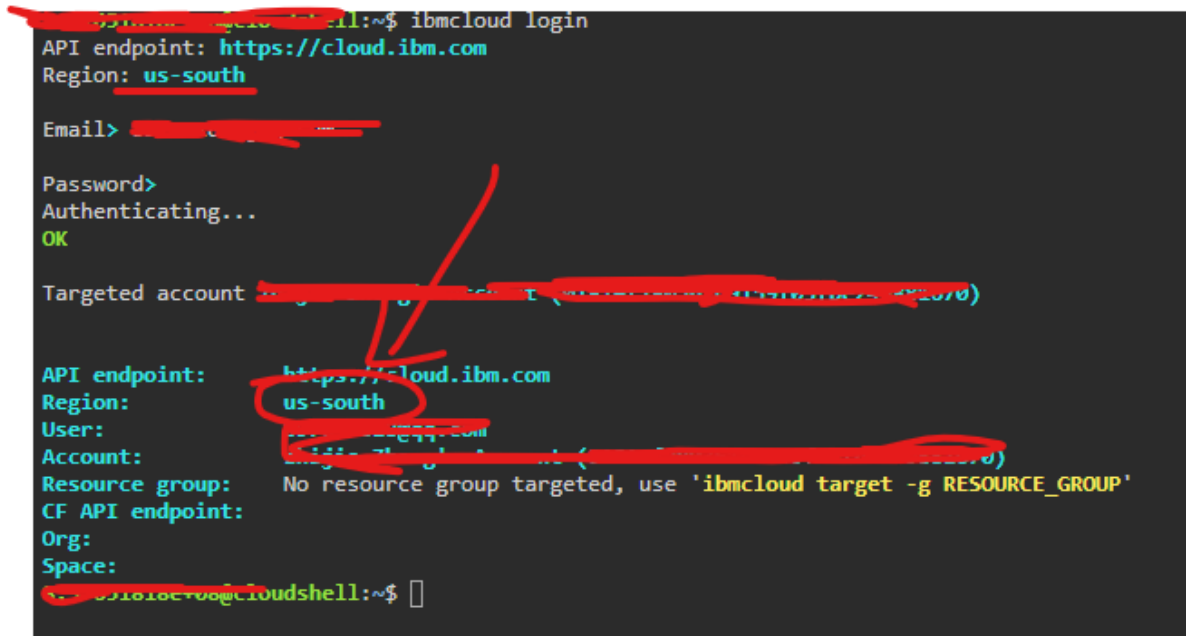 :~$ ibmcloud login
API endpoint: https://cloud.ibm.com
Region: us-south
Email>
Password>
Authenticating...
OK
Targeted account
API endpoint: https://cloud.ibm.com
Region: us-south
User:
Account:
Resource group: No resource group targeted, use 'ibmcloud target -g RESOURCE_GROUP'
CF API endpoint:
Org:
Space:
cloudshell:~$